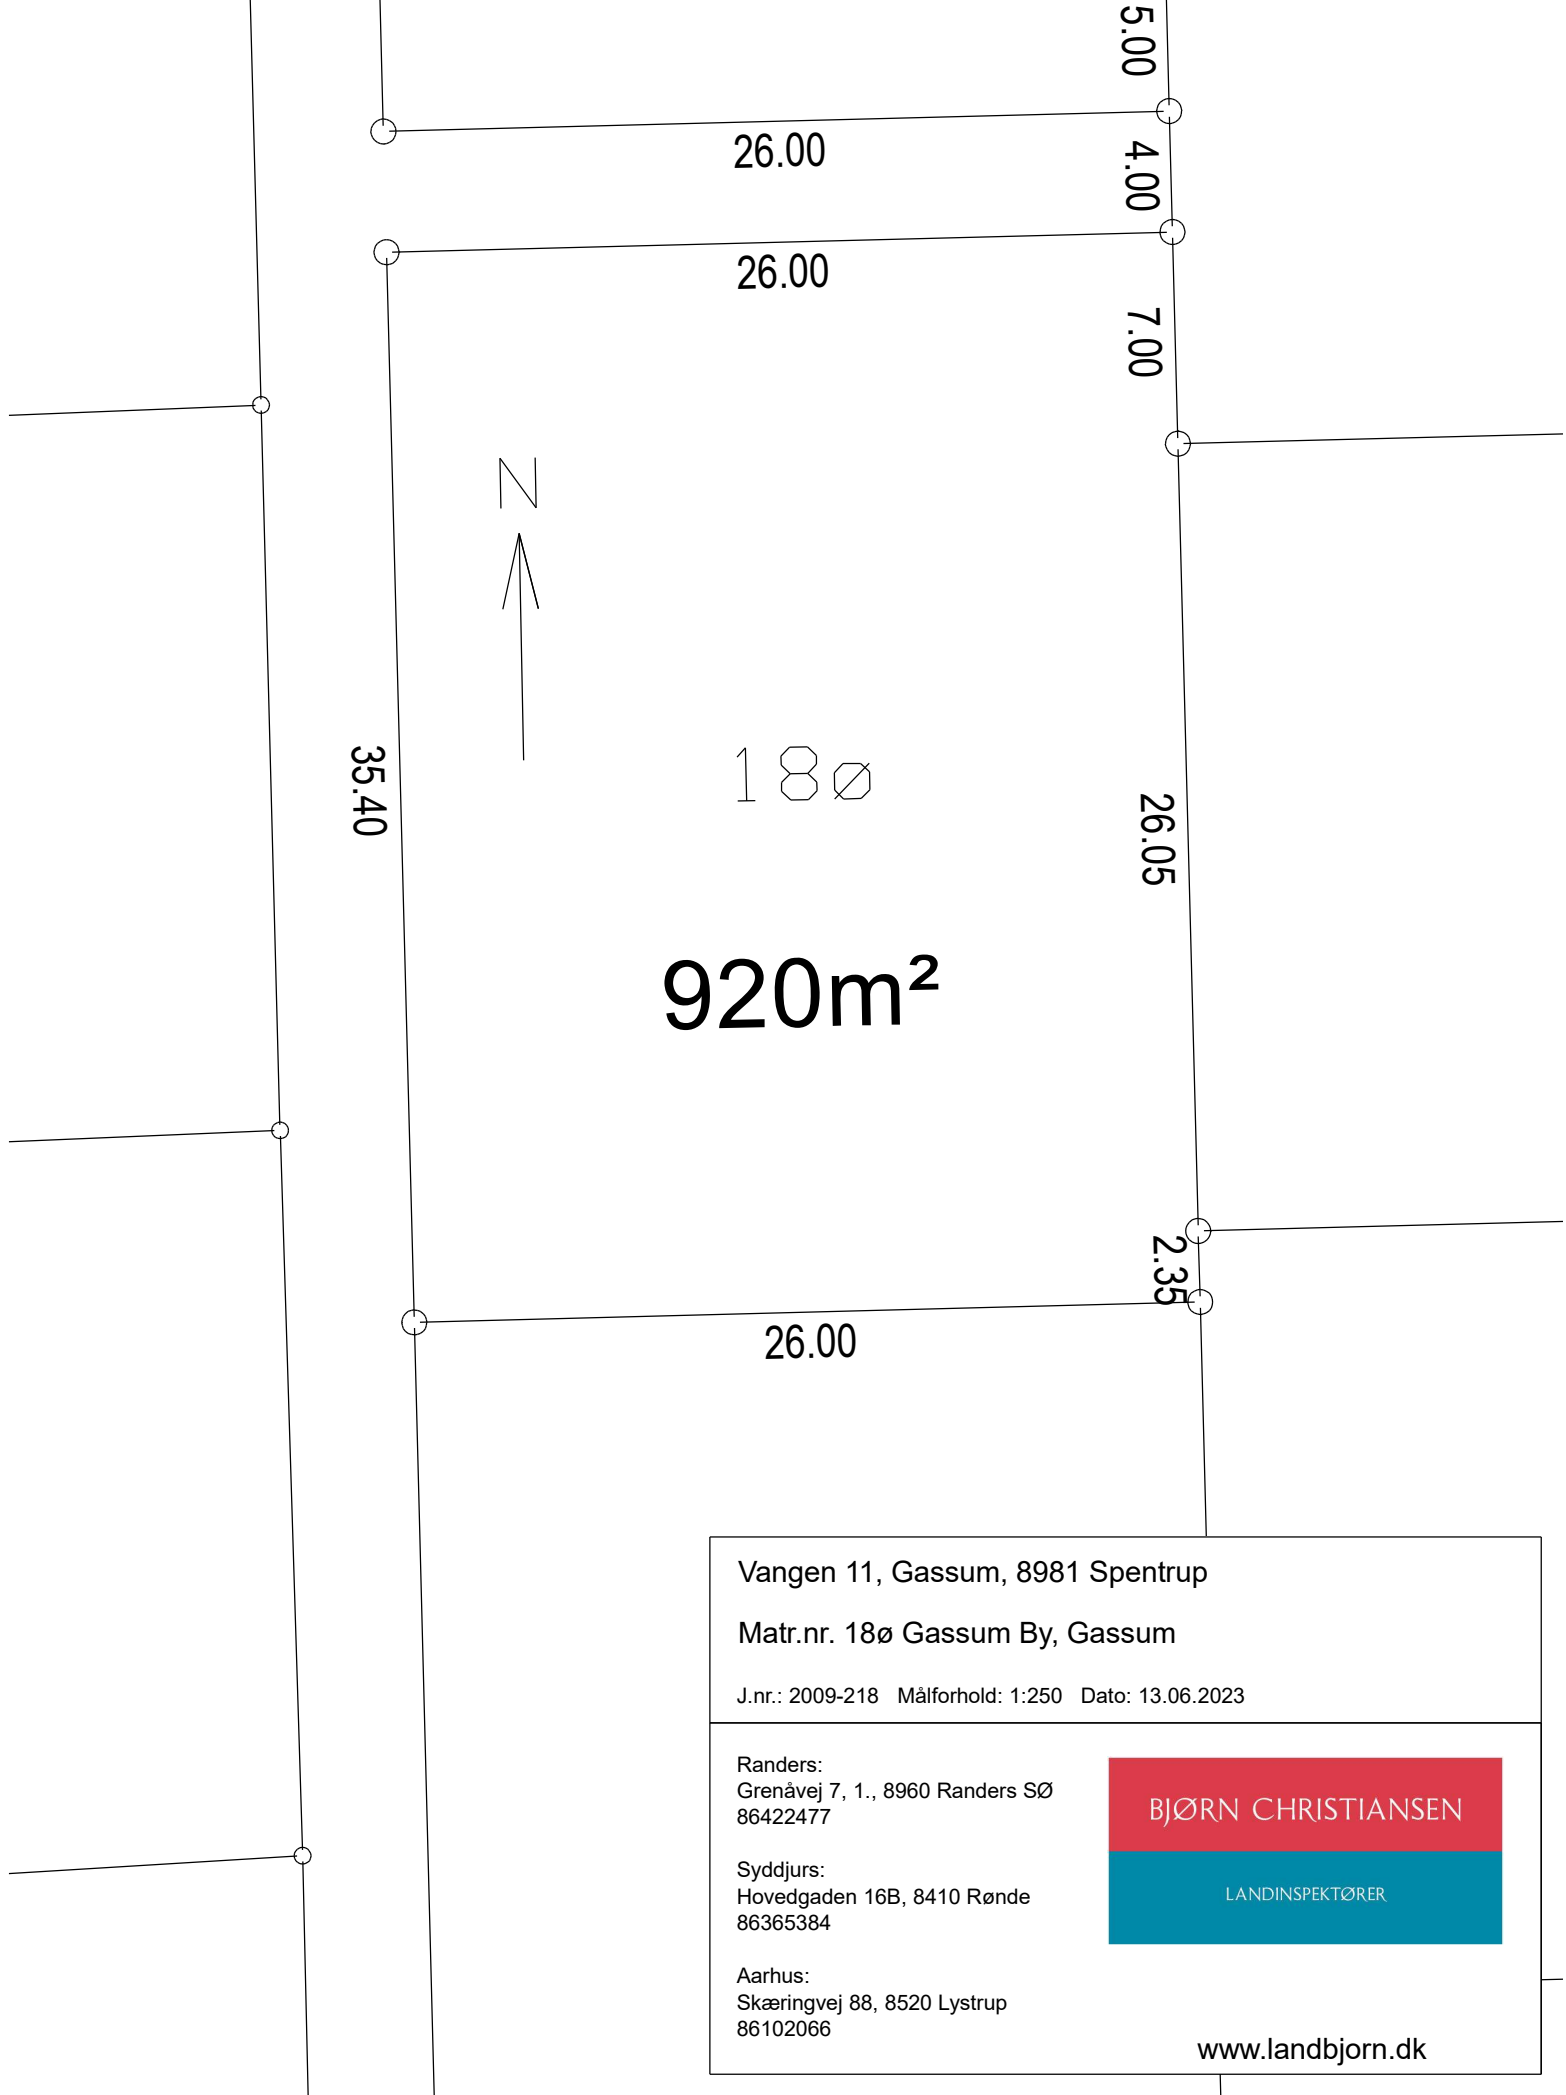 5.00
26.00
4.00
26.00
7.00
N
35.40
18ø
26.05
920m²
2.35
26.00
Vangen 11, Gassum, 8981 Spentrup
Matr.nr. 18ø Gassum By, Gassum
J.nr.: 2009-218 Målforhold: 1:250 Dato: 13.06.2023
Randers:
Grenåvej 7, 1., 8960 Randers SØ
86422477
Syddjurs:
Hovedgaden 16B, 8410 Rønde
86365384
Aarhus:
Skæringvej 88, 8520 Lystrup
86102066
BJØRN CHRISTIANSEN
LANDINSPEKTØRER
www.landbjorn.dk